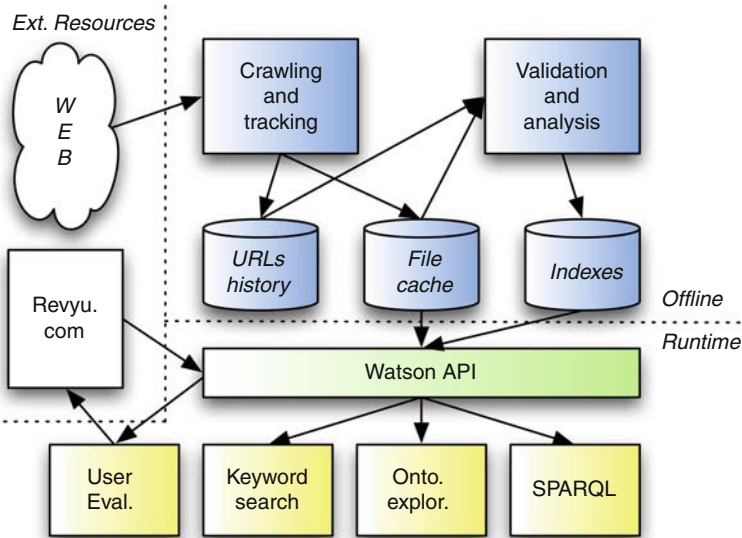 Ext. Resources
W
E
B
Crawling
and
tracking
Validation
and
analysis
URLs
history
File
cache
Indexes
Offline
Revyu.
com
Runtime
Watson API
User
Eval.
Keyword
search
Onto.
explor.
SPARQL